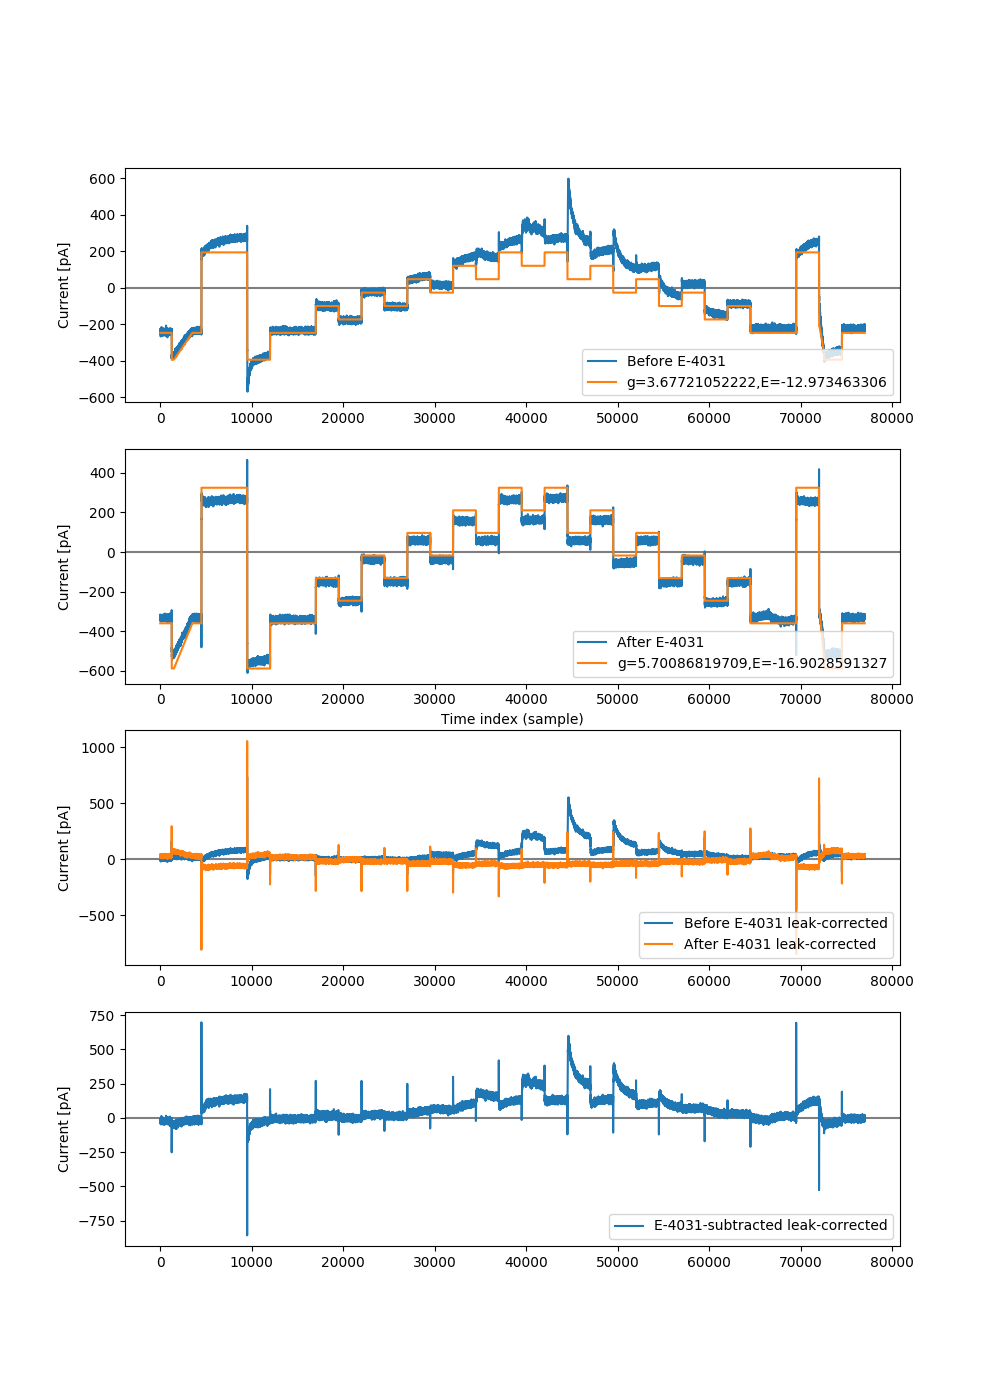 600
400
200
0
−200
−400
−600
Current [pA]
Before E-4031
g=3.67721052222,E=-12.973463306
0 10000 20000 30000 40000 50000 60000 70000 80000
400
200
0
−200
−400
−600
Current [pA]
After E-4031
g=5.70086819709,E=-16.9028591327
0 10000 20000 30000 40000 50000 60000 70000 80000
Time index (sample)
1000
500
0
−500
Current [pA]
Before E-4031 leak-corrected
After E-4031 leak-corrected
0 10000 20000 30000 40000 50000 60000 70000 80000
750
500
250
0
−250
−500
−750
Current [pA]
E-4031-subtracted leak-corrected
0 10000 20000 30000 40000 50000 60000 70000 80000